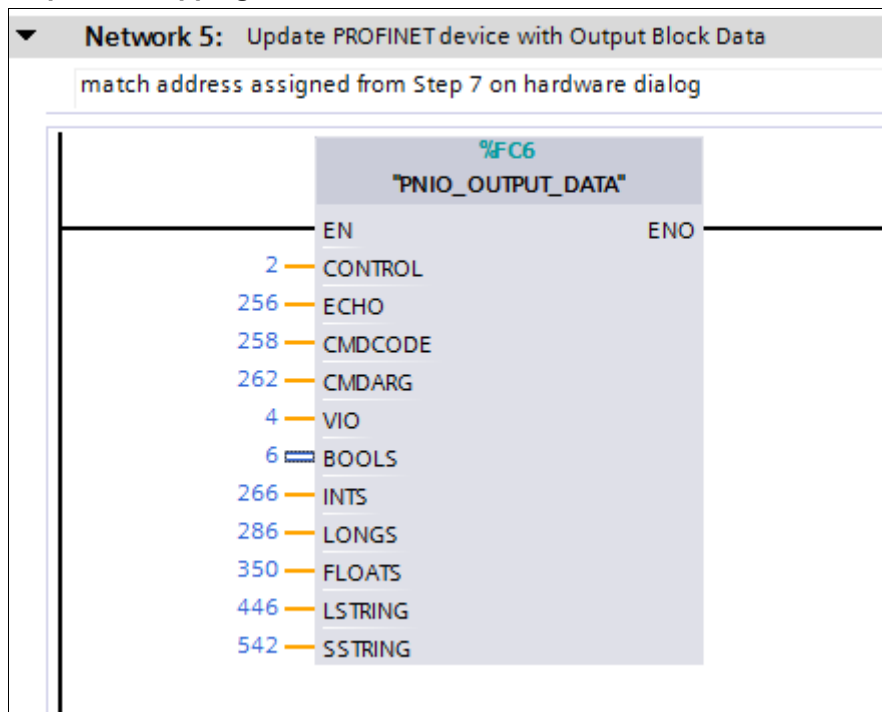 Network 5: Update PROFINET device with Output Block Data
match address assigned from Step 7 on hardware dialog
%FC6
"PNIO_OUTPUT_DATA"
EN ENO
2 CONTROL
256 ECHO
258 CMDCODE
262 CMDARG
4 VIO
6 BOOLS
266 INTS
286 LONGS
350 FLOATS
446 LSTRING
542 SSTRING